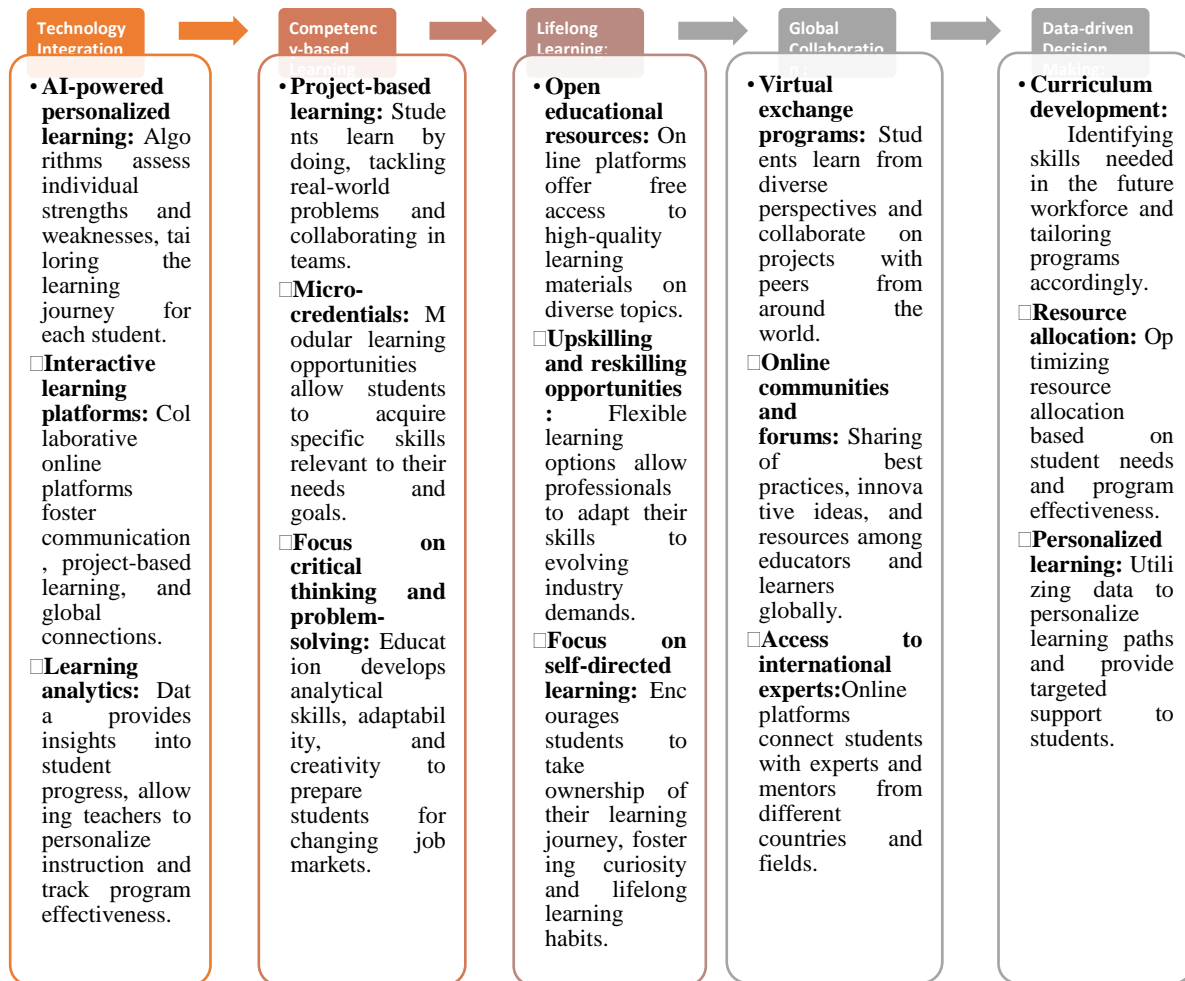 Technology
Integration
• AI-powered
personalized
learning: Algo
rithms assess
individual
strengths and
weaknesses, tai
loring the
learning
journey for
each student.
□Interactive
learning
platforms: Col
laborative
online
platforms
foster
communication
, project-based
learning, and
global
connections.
□Learning
analytics: Dat
a provides
insights into
student
progress, allow
ing teachers to
personalize
instruction and
track program
effectiveness.
Competenc
y-based
Learning
• Project-based
learning: Stude
nts learn by
doing, tackling
real-world
problems and
collaborating in
teams.
□Micro-
credentials: M
odular learning
opportunities
allow students
to acquire
specific skills
relevant to their
needs and
goals.
□Focus on
critical
thinking and
problem-
solving: Educat
ion develops
analytical
skills, adaptabil
ity, and
creativity to
prepare
students for
changing job
markets.
Lifelong
Learning:
• Open
educational
resources: On
line platforms
offer free
access to
high-quality
learning
materials on
diverse topics.
□Upskilling
and reskilling
opportunities
: Flexible
learning
options allow
professionals
to adapt their
skills to
evolving
industry
demands.
□Focus on
self-directed
learning: Enc
ourages
students to
take
ownership of
their learning
journey, foster
ing curiosity
and lifelong
learning
habits.
Global
Collaboratio
n :
• Virtual
exchange
programs: Stud
ents learn from
diverse
perspectives and
collaborate on
projects with
peers from
around the
world.
□Online
communities
and
forums: Sharing
of best
practices, innova
tive ideas, and
resources among
educators and
learners
globally.
□Access to
international
experts:Online
platforms
connect students
with experts and
mentors from
different
countries and
fields.
Data-driven
Decision
Making:
• Curriculum
development:
Identifying
skills needed
in the future
workforce and
tailoring
programs
accordingly.
□Resource
allocation: Op
timizing
resource
allocation
based on
student needs
and program
effectiveness.
□Personalized
learning: Utili
zing data to
personalize
learning paths
and provide
targeted
support to
students.